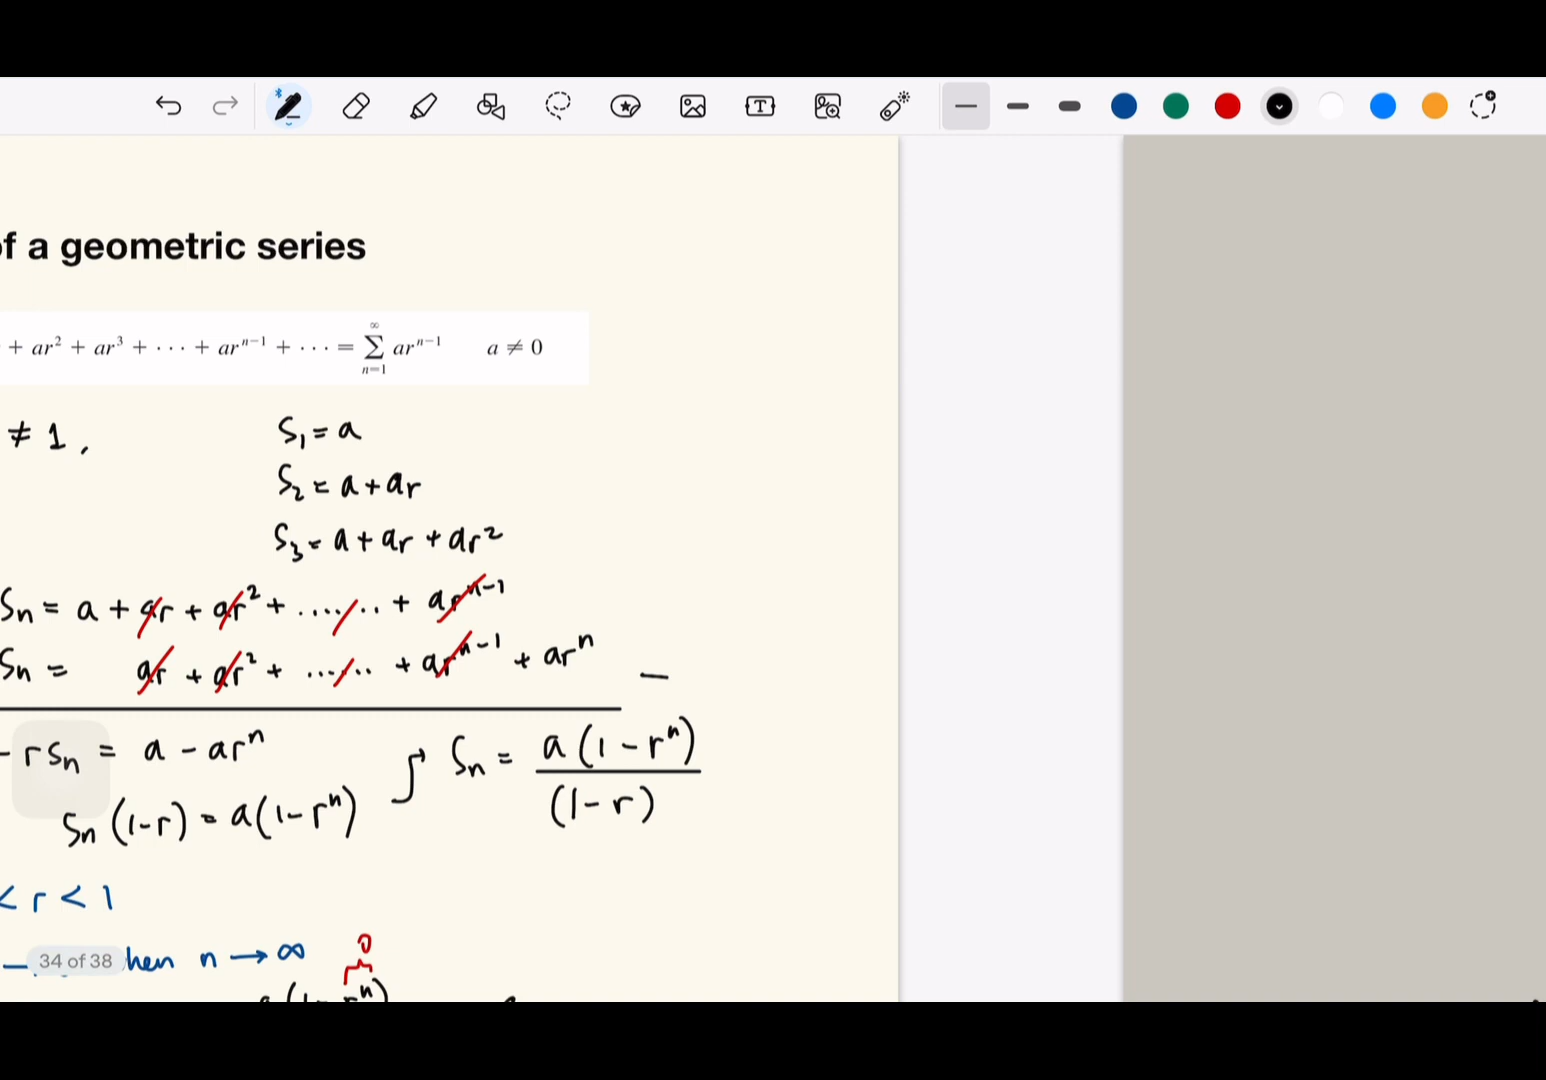 of a geometric series
+ ar² + ar³ + · · · + arⁿ⁻¹ + · · · = ∑ₙ₌₁^∞ arⁿ⁻¹ a ≠ 0
≠ 1 ,
S₁ = a
S₂ = a + ar
S₃ = a + ar + ar²
Sₙ = a + ar + ar² + ....... + arⁿ⁻¹
Sₙ = ar + ar² + ....... + arⁿ⁻¹ + arⁿ −
− rSₙ = a − arⁿ
Sₙ (1−r) = a(1−rⁿ)
Sₙ = a(1−rⁿ) / (1−r)
< r < 1
34 of 38
hen n → ∞
0